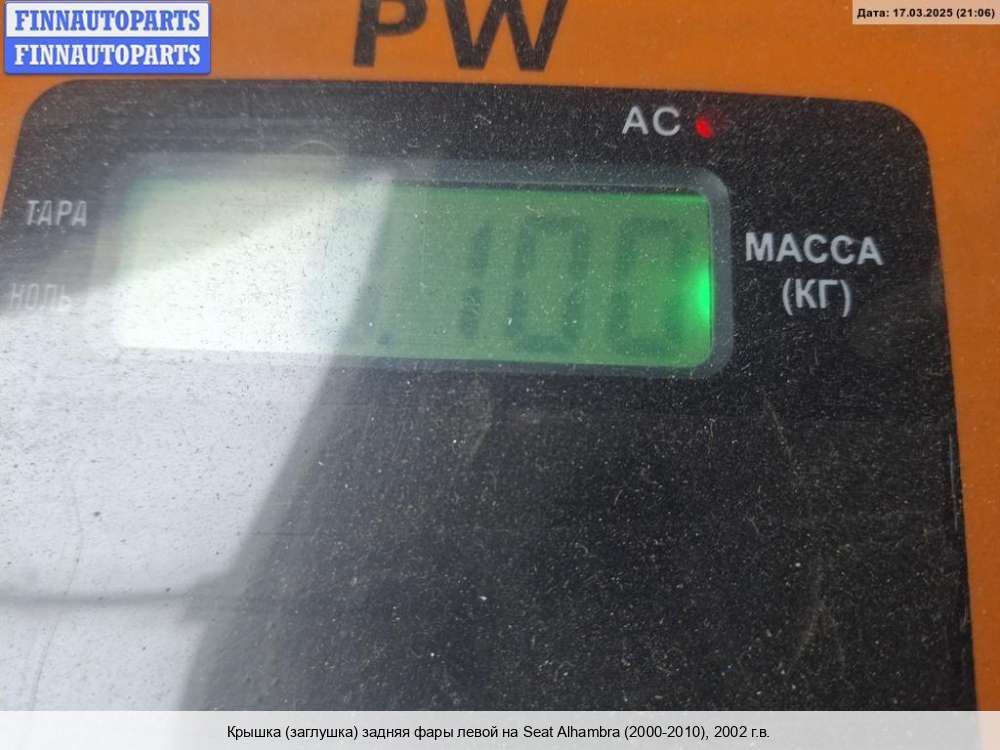 FINNAUTOPARTS
FINNAUTOPARTS
Дата: 17.03.2025 (21:06)
PW
AC
ТАРА
НОЛЬ
.100
МАССА
(КГ)
Крышка (заглушка) задняя фары левой на Seat Alhambra (2000-2010), 2002 г.в.